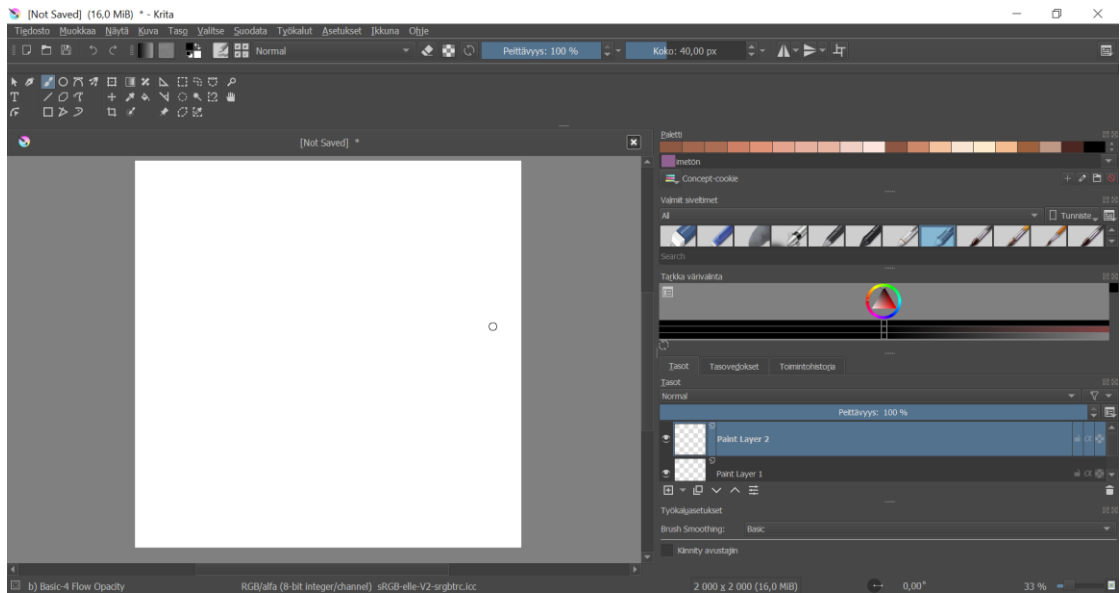 [Not Saved] (16,0 MiB) * - Krita
Tiedosto Muokkaa Näytä Kuva Taso Valitse Suodata Työkalut Asetukset Ikkuna Ohje
Normal Peittävyys: 100 % Koko: 40,00 px
[Not Saved] *
Paletti
imetön
Concept-cookie
Valmiit siveltimet
All Tunniste
Search
Tarkka värivalinta
Tasot Tasovedokset Toimintohistoria
Tasot
Normal
Peittävyys: 100 %
Paint Layer 2
Paint Layer 1
Työkaluasetukset
Brush Smoothing: Basic
Kiinnity avustajiin
b) Basic-4 Flow Opacity RGB/alfa (8-bit integer/channel) sRGB-elle-V2-srgbtrc.icc 2 000 x 2 000 (16,0 MiB) 0,00° 33 %